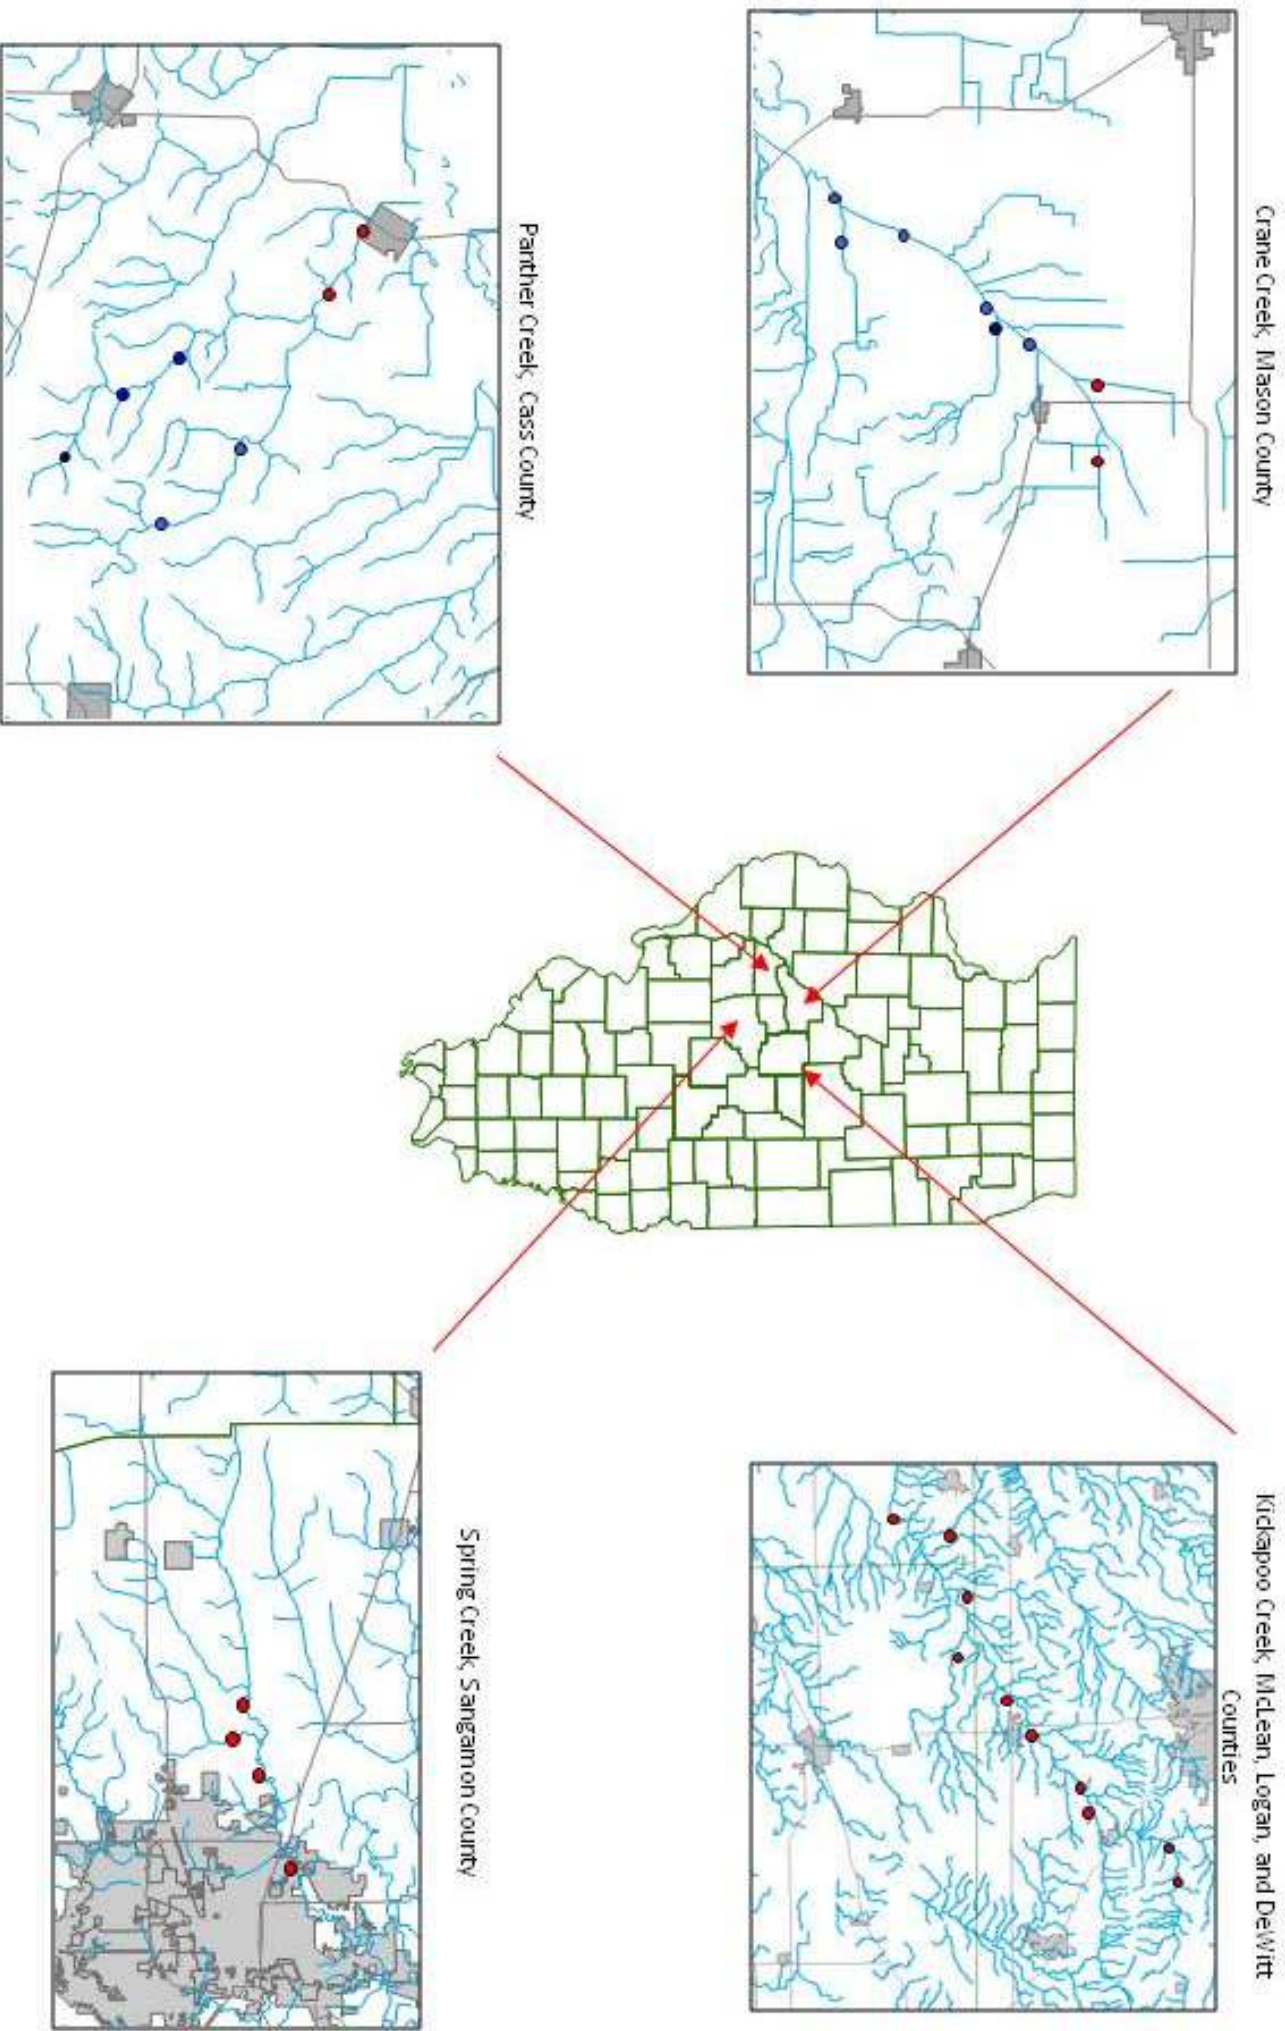 Crane Creek, Mason County
Kickapoo Creek, McLean, Logan, and DeWitt
Counties
Panther Creek, Cass County
Spring Creek, Sangamon County